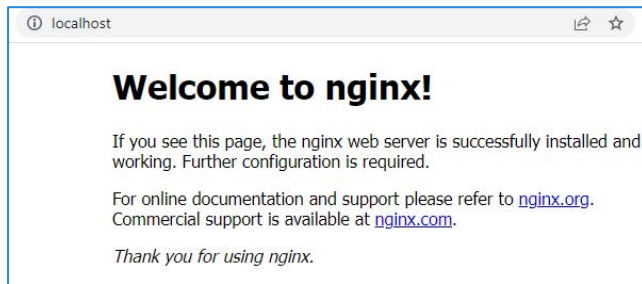 localhost
Welcome to nginx!
If you see this page, the nginx web server is successfully installed and
working. Further configuration is required.
For online documentation and support please refer to nginx.org.
Commercial support is available at nginx.com.
Thank you for using nginx.